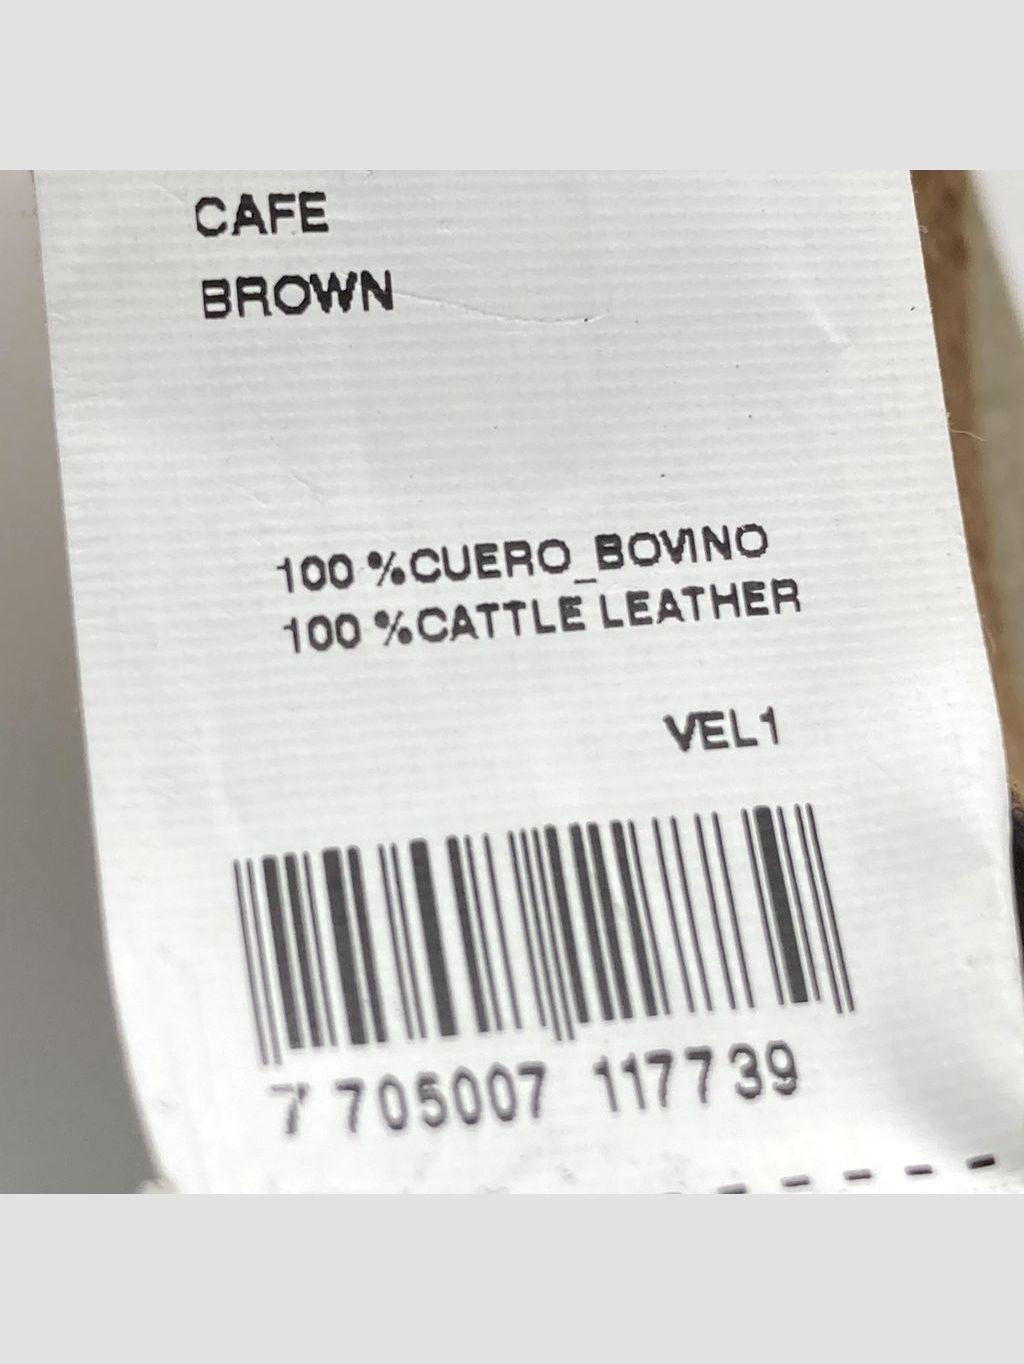 CAFE
BROWN
100 %CUERO_BOVINO
100 %CATTLE LEATHER
VEL1
7 705007 117739